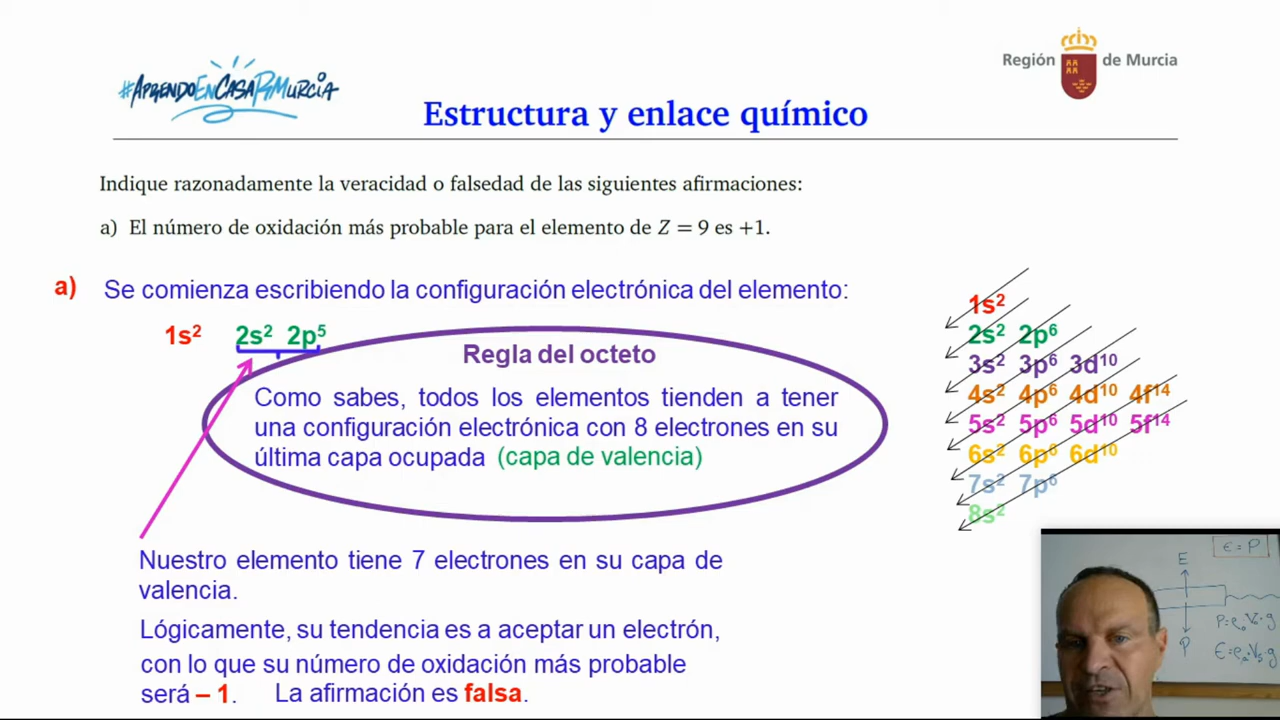 #APRENDOENCASARMURCIA
Región de Murcia
Estructura y enlace químico
Indique razonadamente la veracidad o falsedad de las siguientes afirmaciones:
a) El número de oxidación más probable para el elemento de Z = 9 es +1.
a) Se comienza escribiendo la configuración electrónica del elemento:
1s² 2s² 2p⁵
Regla del octeto
Como sabes, todos los elementos tienden a tener
una configuración electrónica con 8 electrones en su
última capa ocupada (capa de valencia)
Nuestro elemento tiene 7 electrones en su capa de
valencia.
Lógicamente, su tendencia es a aceptar un electrón,
con lo que su número de oxidación más probable
será – 1. La afirmación es falsa.
1s²
2s² 2p⁶
3s² 3p⁶ 3d¹⁰
4s² 4p⁶ 4d¹⁰ 4f¹⁴
5s² 5p⁶ 5d¹⁰ 5f¹⁴
6s² 6p⁶ 6d¹⁰
7s² 7p⁶
8s²
Є = P
E
P